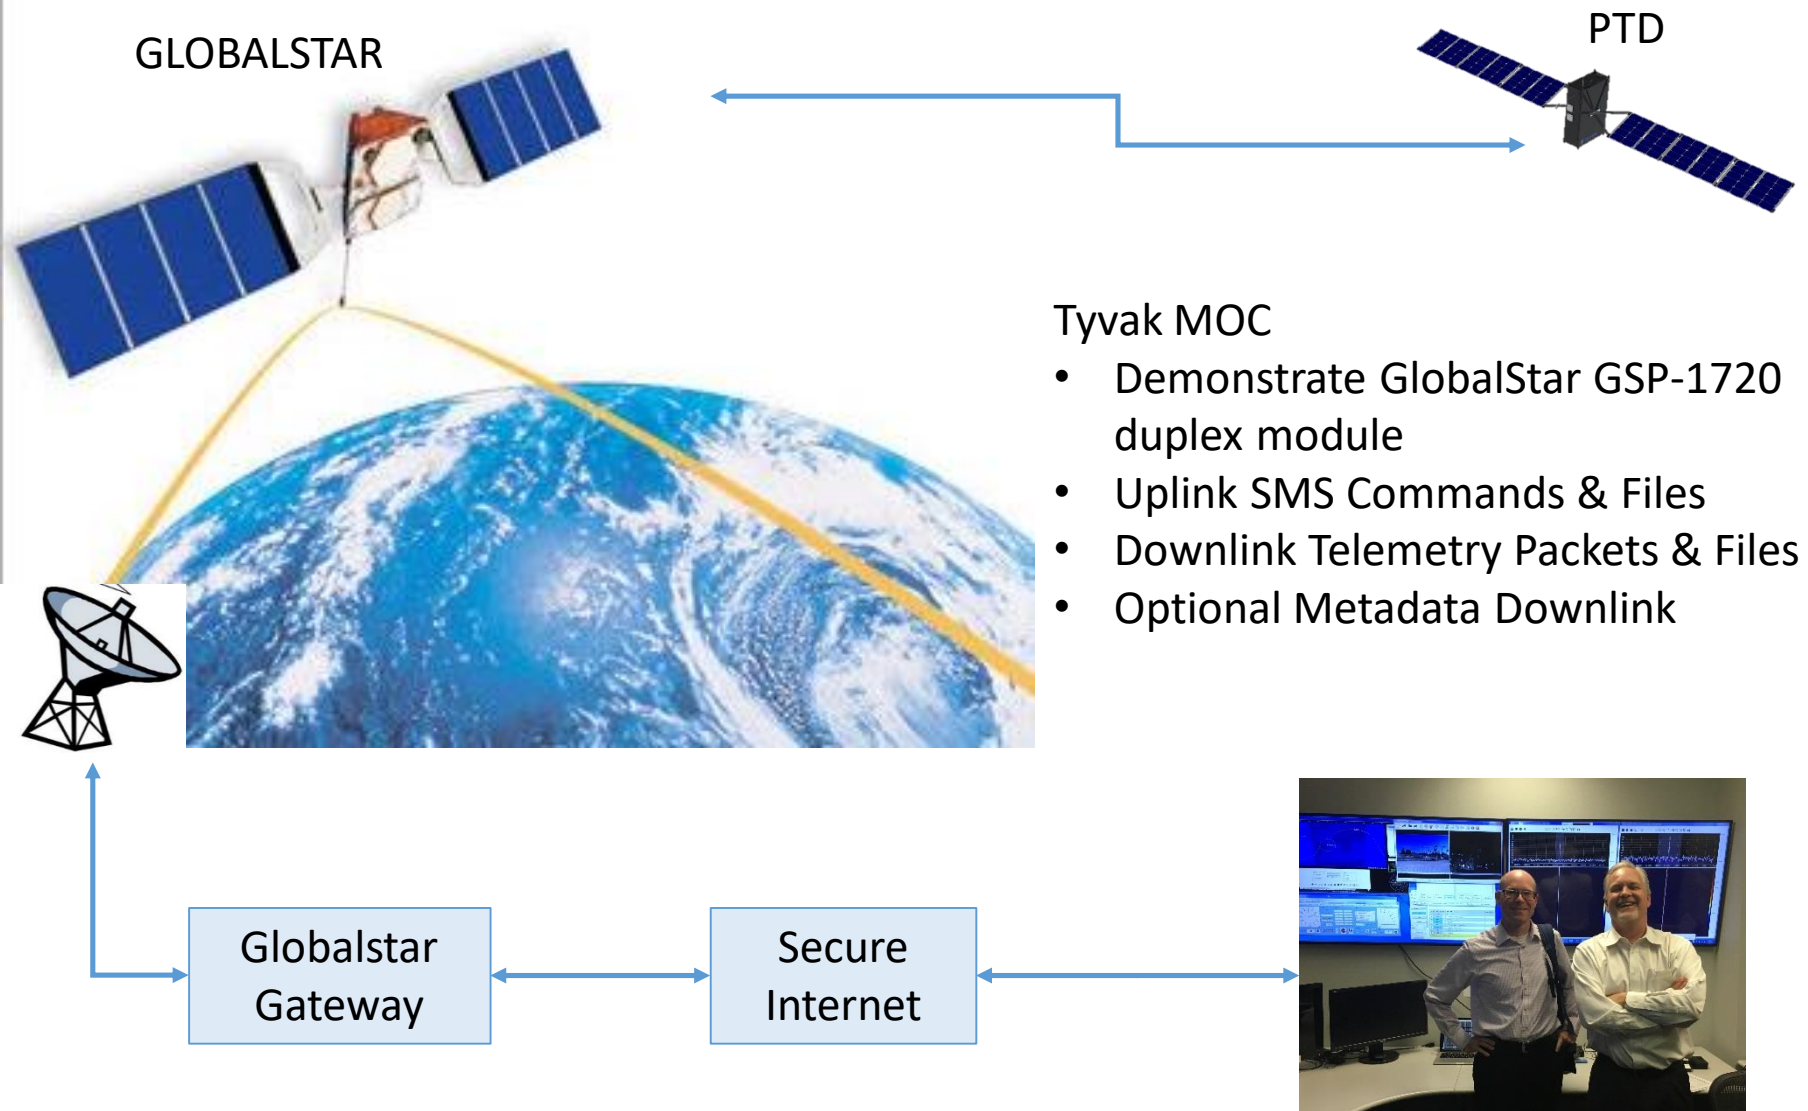 GLOBALSTAR
PTD
Tyvak MOC
• Demonstrate GlobalStar GSP-1720
duplex module
• Uplink SMS Commands & Files
• Downlink Telemetry Packets & Files
• Optional Metadata Downlink
Globalstar
Gateway
Secure
Internet